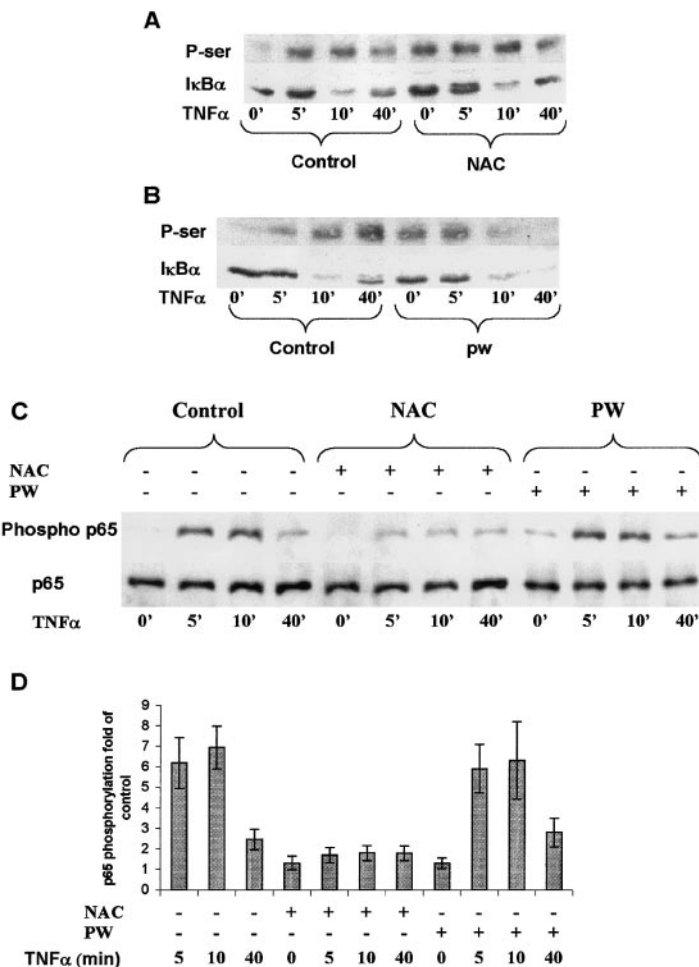 A
P-ser
IκBα
TNFα 0' 5' 10' 40' 0' 5' 10' 40'
Control NAC
B
P-ser
IκBα
TNFα 0' 5' 10' 40' 0' 5' 10' 40'
Control pw
C
Control NAC PW
NAC - - - - + + + + - - - -
PW - - - - - - - - + + + +
Phospho p65
p65
TNFα 0' 5' 10' 40' 0' 5' 10' 40' 0' 5' 10' 40'
D
p65 phosphorylation fold of
control
9
8
7
6
5
4
3
2
1
0
NAC - - - + + + + - - - -
PW - - - - - - - + + + +
TNFα (min) 5 10 40 0 5 10 40 0 5 10 40